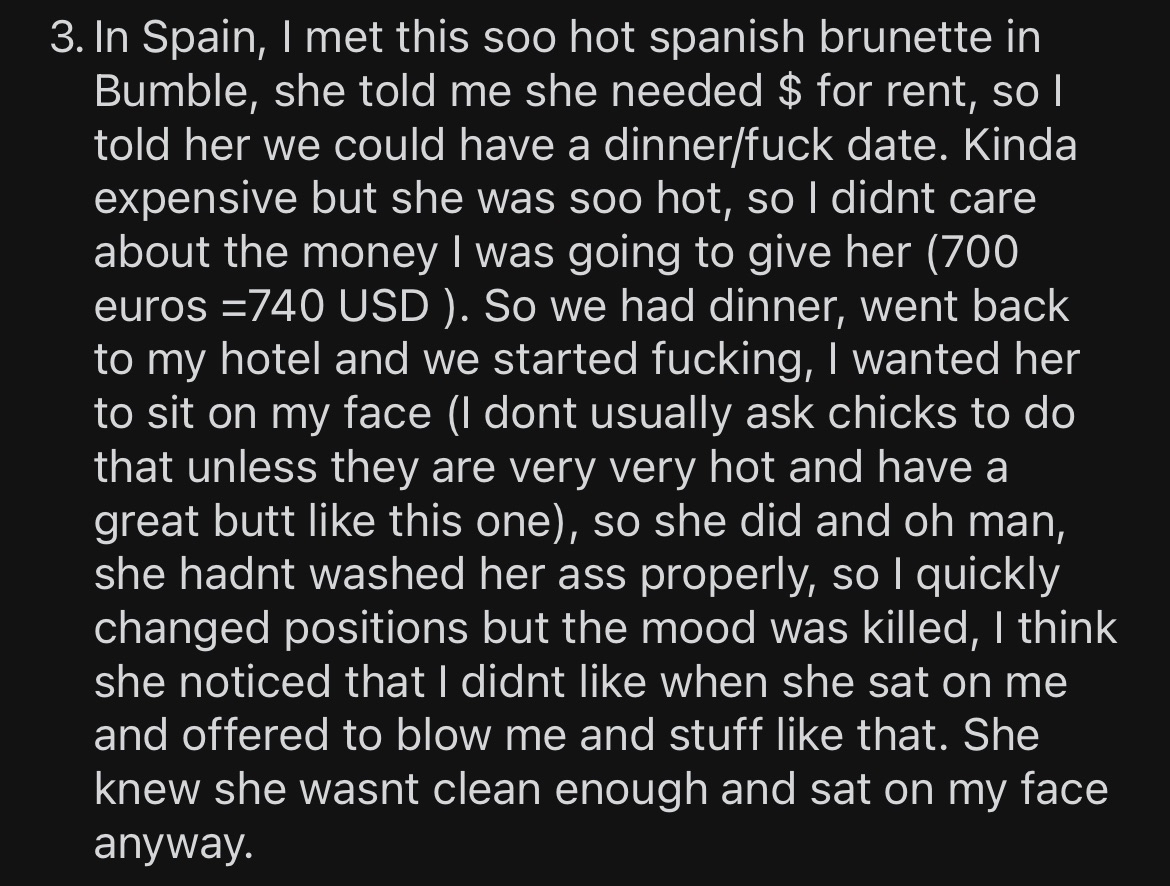 3. In Spain, I met this soo hot spanish brunette in
Bumble, she told me she needed $ for rent, so I
told her we could have a dinner/fuck date. Kinda
expensive but she was soo hot, so I didnt care
about the money I was going to give her (700
euros =740 USD ). So we had dinner, went back
to my hotel and we started fucking, I wanted her
to sit on my face (I dont usually ask chicks to do
that unless they are very very hot and have a
great butt like this one), so she did and oh man,
she hadnt washed her ass properly, so I quickly
changed positions but the mood was killed, I think
she noticed that I didnt like when she sat on me
and offered to blow me and stuff like that. She
knew she wasnt clean enough and sat on my face
anyway.